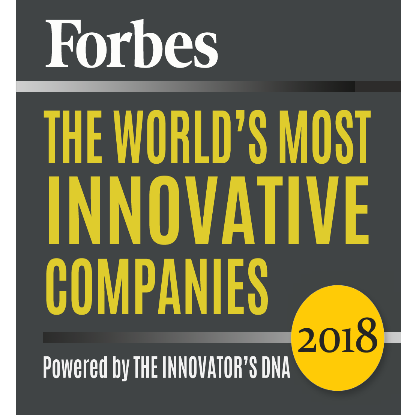 Forbes
THE WORLD'S MOST
INNOVATIVE
COMPANIES
2018
Powered by THE INNOVATOR'S DNA